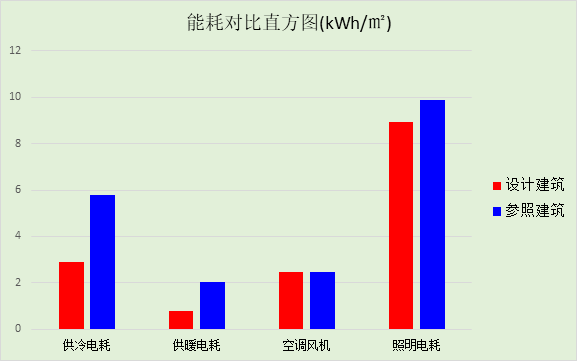 能耗对比直方图(kWh/㎡)
12
10
8
6
4
2
0
供冷电耗
供暖电耗
空调风机
照明电耗
设计建筑
参照建筑